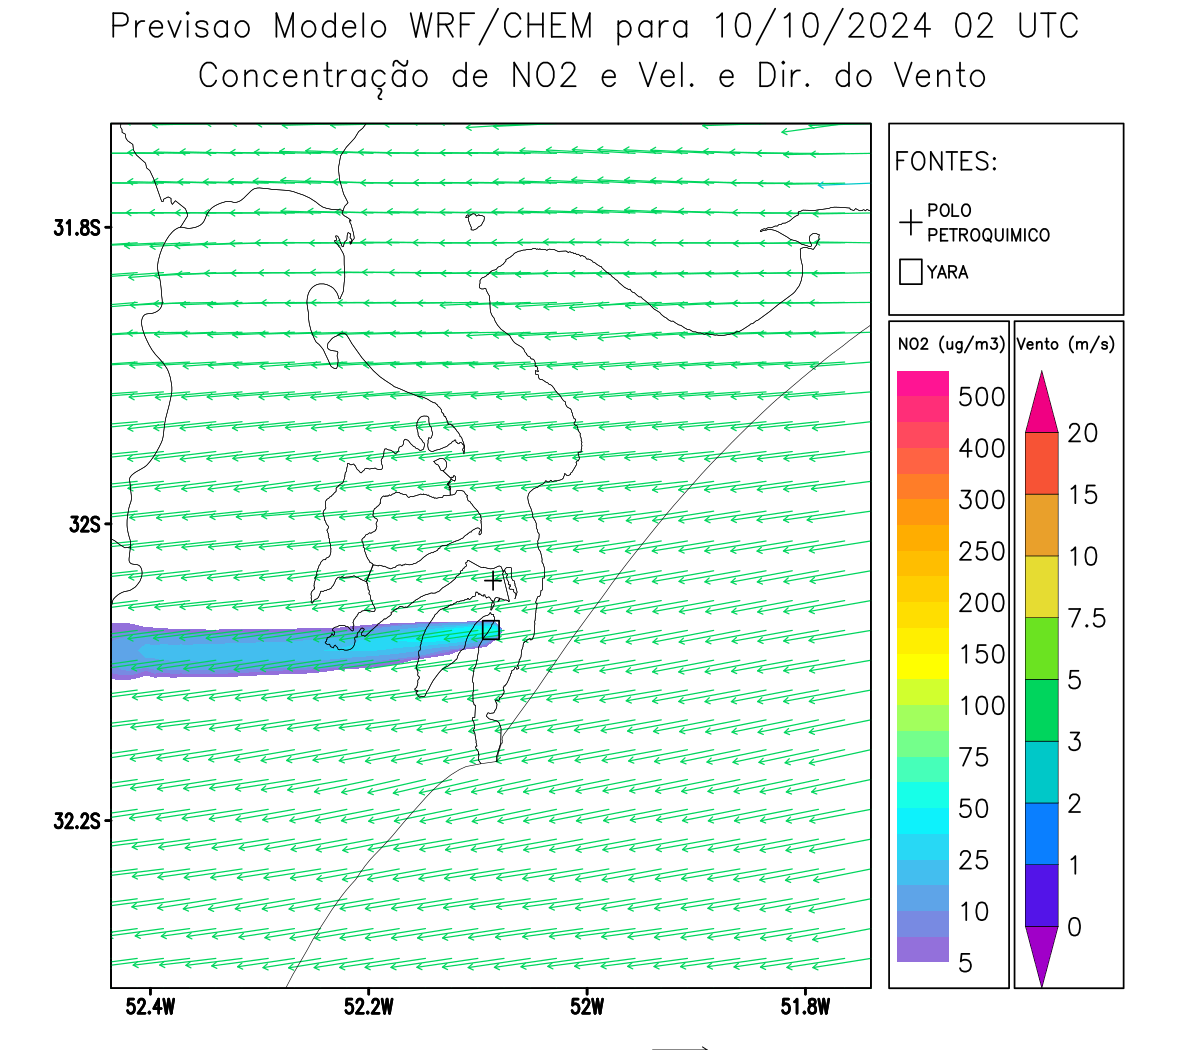 Previsao Modelo WRF/CHEM para 10/10/2024 02 UTC
Concentração de NO2 e Vel. e Dir. do Vento
FONTES:
POLO
PETROQUIMICO
YARA
NO2 (ug/m3)
500
400
300
250
200
150
100
75
50
25
10
5
Vento (m/s)
20
15
10
7.5
5
3
2
1
0
31.8S
32S
32.2S
52.4W
52.2W
52W
51.8W